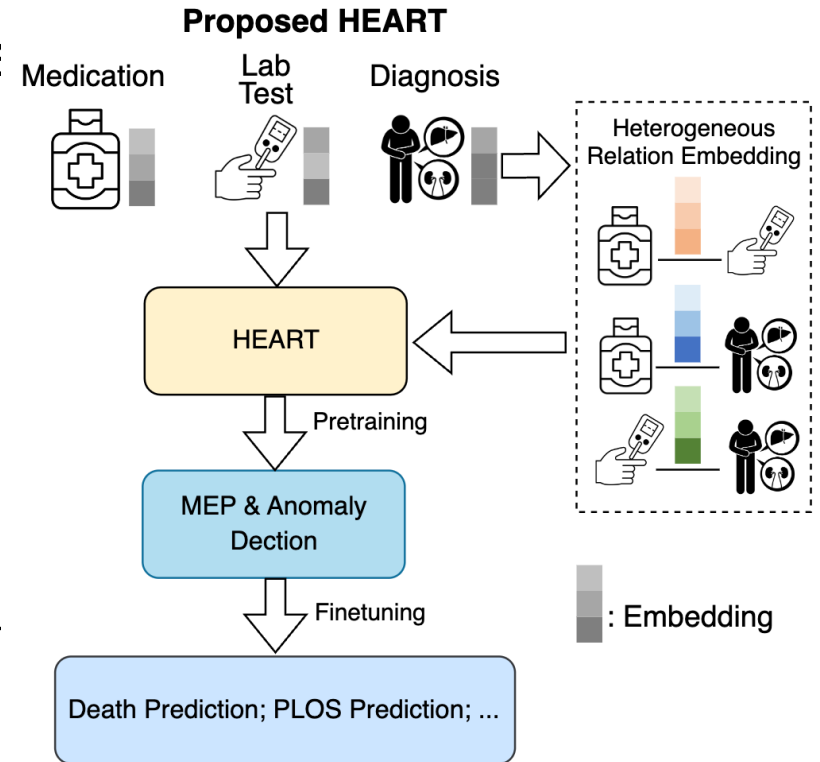 Proposed HEART
Medication
Lab
Test
Diagnosis
Heterogeneous
Relation Embedding
HEART
Pretraining
MEP & Anomaly
Dection
Finetuning
: Embedding
Death Prediction; PLOS Prediction; ...